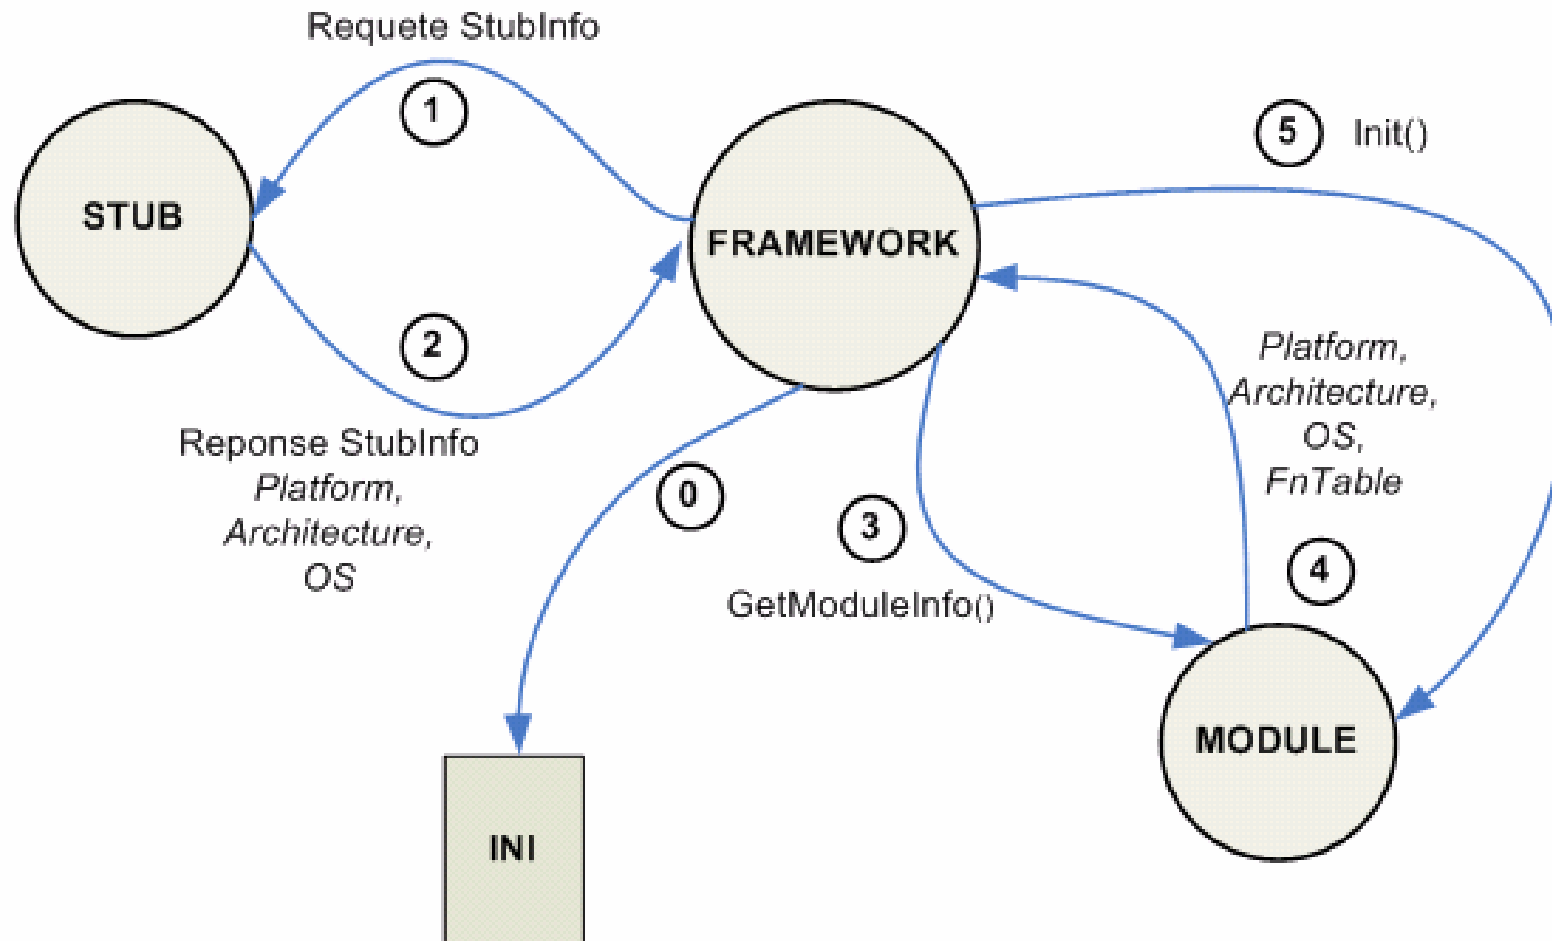 Requete StubInfo
1
5 Init()
STUB
FRAMEWORK
2
Reponse StubInfo
Platform,
Architecture,
OS
Platform,
Architecture,
OS,
FnTable
0
3
GetModuleInfo()
4
MODULE
INI